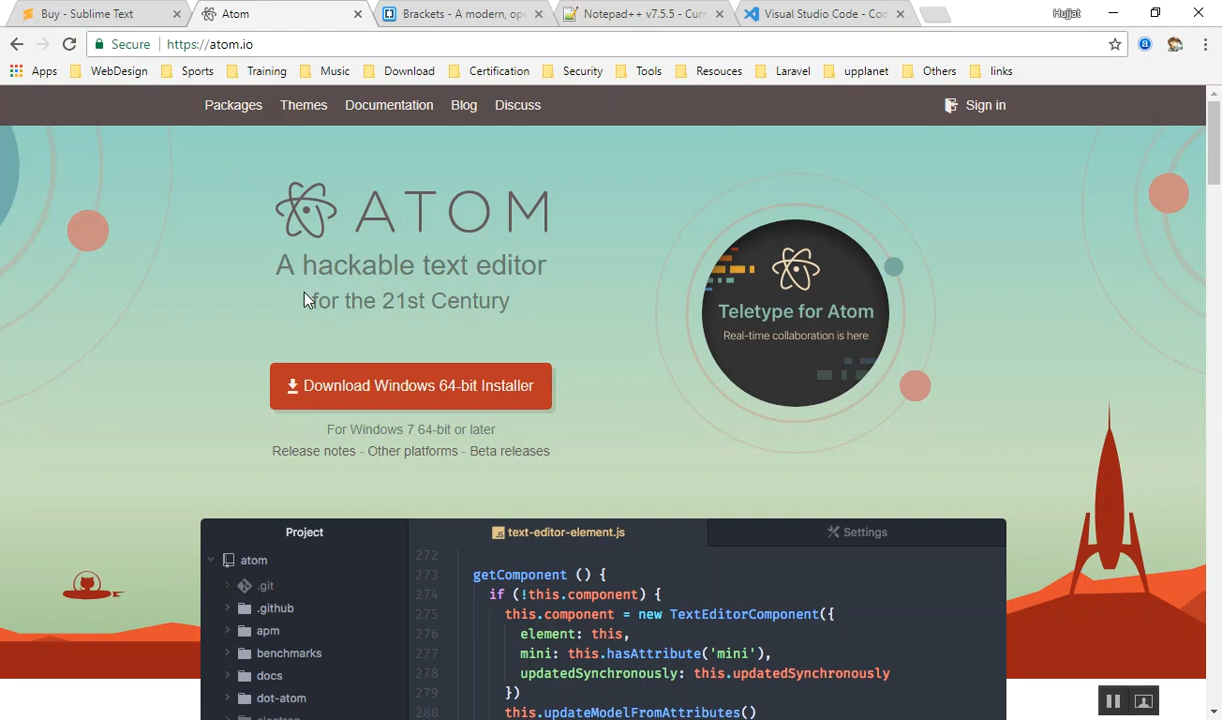 Buy - Sublime Text
Atom
Brackets - A modern, ope
Notepad++ v7.5.5 - Curr
Visual Studio Code - Cod
Hujjat
Secure
https://atom.io
Apps
WebDesign
Sports
Training
Music
Download
Certification
Security
Tools
Resouces
Laravel
upplanet
Others
links
Packages
Themes
Documentation
Blog
Discuss
Sign in
ATOM
A hackable text editor
for the 21st Century
Teletype for Atom
Real-time collaboration is here
Download Windows 64-bit Installer
For Windows 7 64-bit or later
Release notes - Other platforms - Beta releases
Project
text-editor-element.js
Settings
atom
.git
.github
apm
benchmarks
docs
dot-atom
272
273 getComponent () {
274 if (!this.component) {
275 this.component = new TextEditorComponent({
276 element: this,
277 mini: this.hasAttribute('mini'),
278 updatedSynchronously: this.updatedSynchronously
279 })
280 this.updateModelFromAttributes()